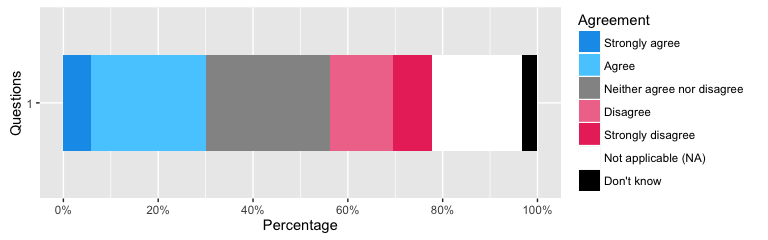 Agreement
Strongly agree
Agree
Neither agree nor disagree
Disagree
Strongly disagree
Not applicable (NA)
Don't know
Questions
1
0%
20%
40%
60%
80%
100%
Percentage